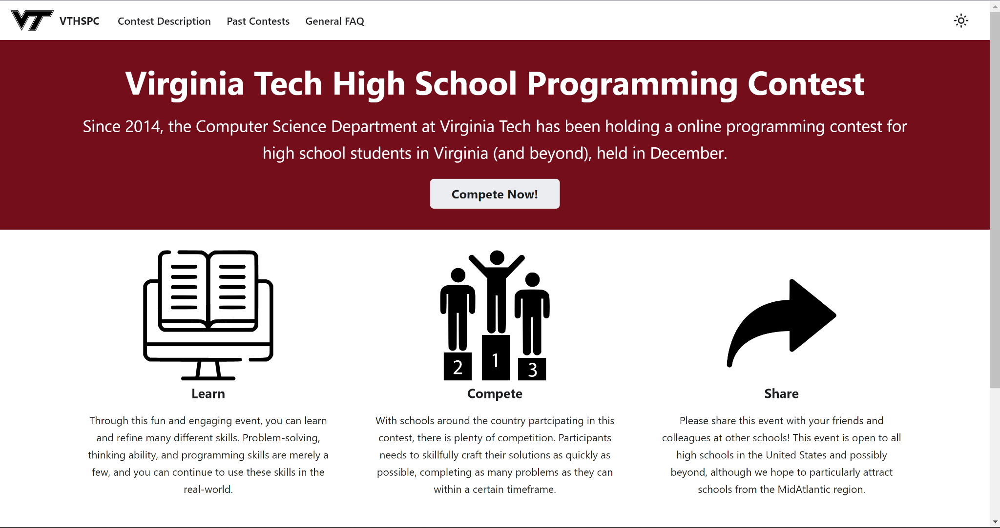 VT VTHSPC Contest Description Past Contests General FAQ
Virginia Tech High School Programming Contest
Since 2014, the Computer Science Department at Virginia Tech has been holding a online programming contest for
high school students in Virginia (and beyond), held in December.
Compete Now!
2 1 3
Learn
Through this fun and engaging event, you can learn
and refine many different skills. Problem-solving,
thinking ability, and programming skills are merely a
few, and you can continue to use these skills in the
real-world.
Compete
With schools around the country partcipating in this
contest, there is plenty of competition. Participants
needs to skillfully craft their solutions as quickly as
possible, completing as many problems as they can
within a certain timeframe.
Share
Please share this event with your friends and
colleagues at other schools! This event is open to all
high schools in the United States and possibly
beyond, although we hope to particularly attract
schools from the MidAtlantic region.